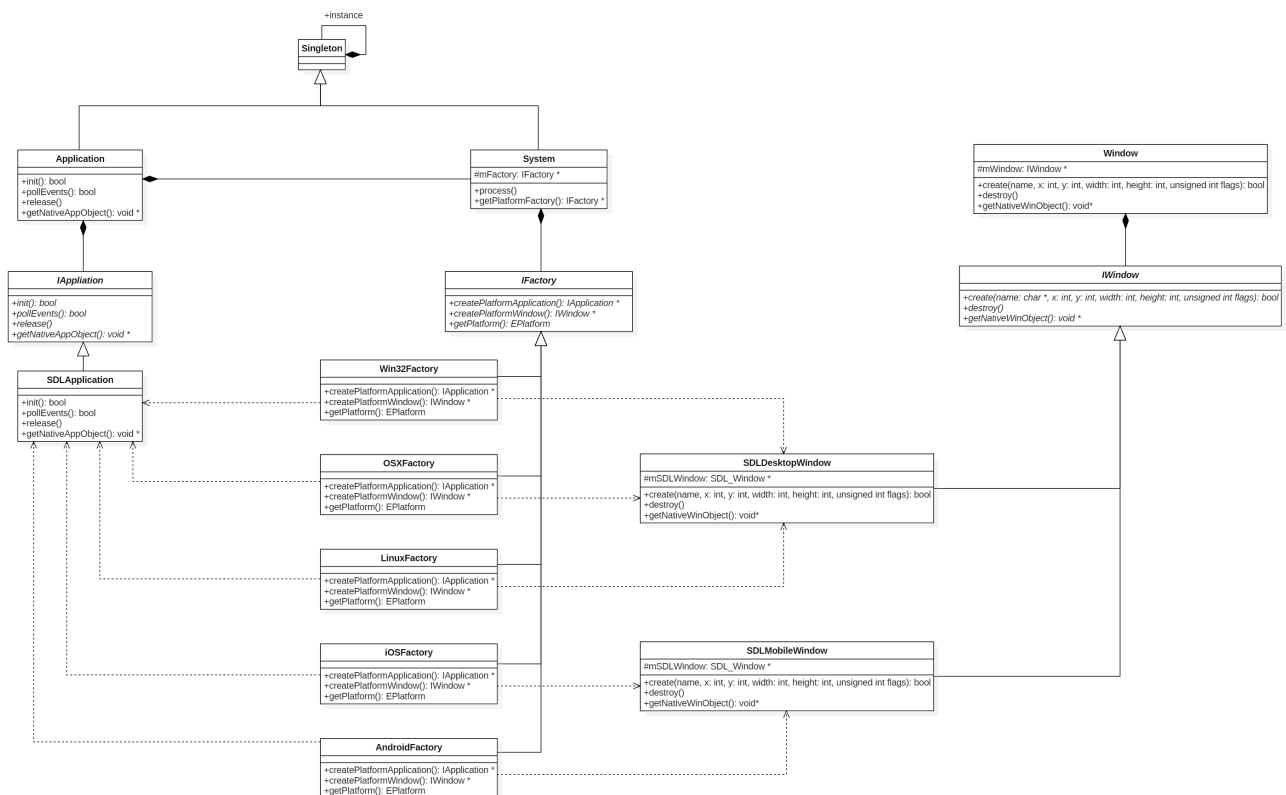 +instance
Singleton
Application
+init(): bool
+pollEvents(): bool
+release()
+getNativeAppObject(): void *
System
#mFactory: IFactory *
+process()
+getPlatformFactory(): IFactory *
Window
#mWindow: IWindow *
+create(name, x: int, y: int, width: int, height: int, unsigned int flags): bool
+destroy()
+getNativeWinObject(): void*
IAppliation
+init(): bool
+pollEvents(): bool
+release()
+getNativeAppObject(): void *
IFactory
+createPlatformApplication(): IApplication *
+createPlatformWindow(): IWindow *
+getPlatform(): EPlatform
IWindow
+create(name: char *, x: int, y: int, width: int, height: int, unsigned int flags): bool
+destroy()
+getNativeWinObject(): void *
SDLApplication
+init(): bool
+pollEvents(): bool
+release()
+getNativeAppObject(): void *
Win32Factory
+createPlatformApplication(): IApplication *
+createPlatformWindow(): IWindow *
+getPlatform(): EPlatform
OSXFactory
+createPlatformApplication(): IApplication *
+createPlatformWindow(): IWindow *
+getPlatform(): EPlatform
SDLDesktopWindow
#mSDLWindow: SDL_Window *
+create(name, x: int, y: int, width: int, height: int, unsigned int flags): bool
+destroy()
+getNativeWinObject(): void*
LinuxFactory
+createPlatformApplication(): IApplication *
+createPlatformWindow(): IWindow *
+getPlatform(): EPlatform
iOSFactory
+createPlatformApplication(): IApplication *
+createPlatformWindow(): IWindow *
+getPlatform(): EPlatform
SDLMobileWindow
#mSDLWindow: SDL_Window *
+create(name, x: int, y: int, width: int, height: int, unsigned int flags): bool
+destroy()
+getNativeWinObject(): void*
AndroidFactory
+createPlatformApplication(): IApplication *
+createPlatformWindow(): IWindow *
+getPlatform(): EPlatform